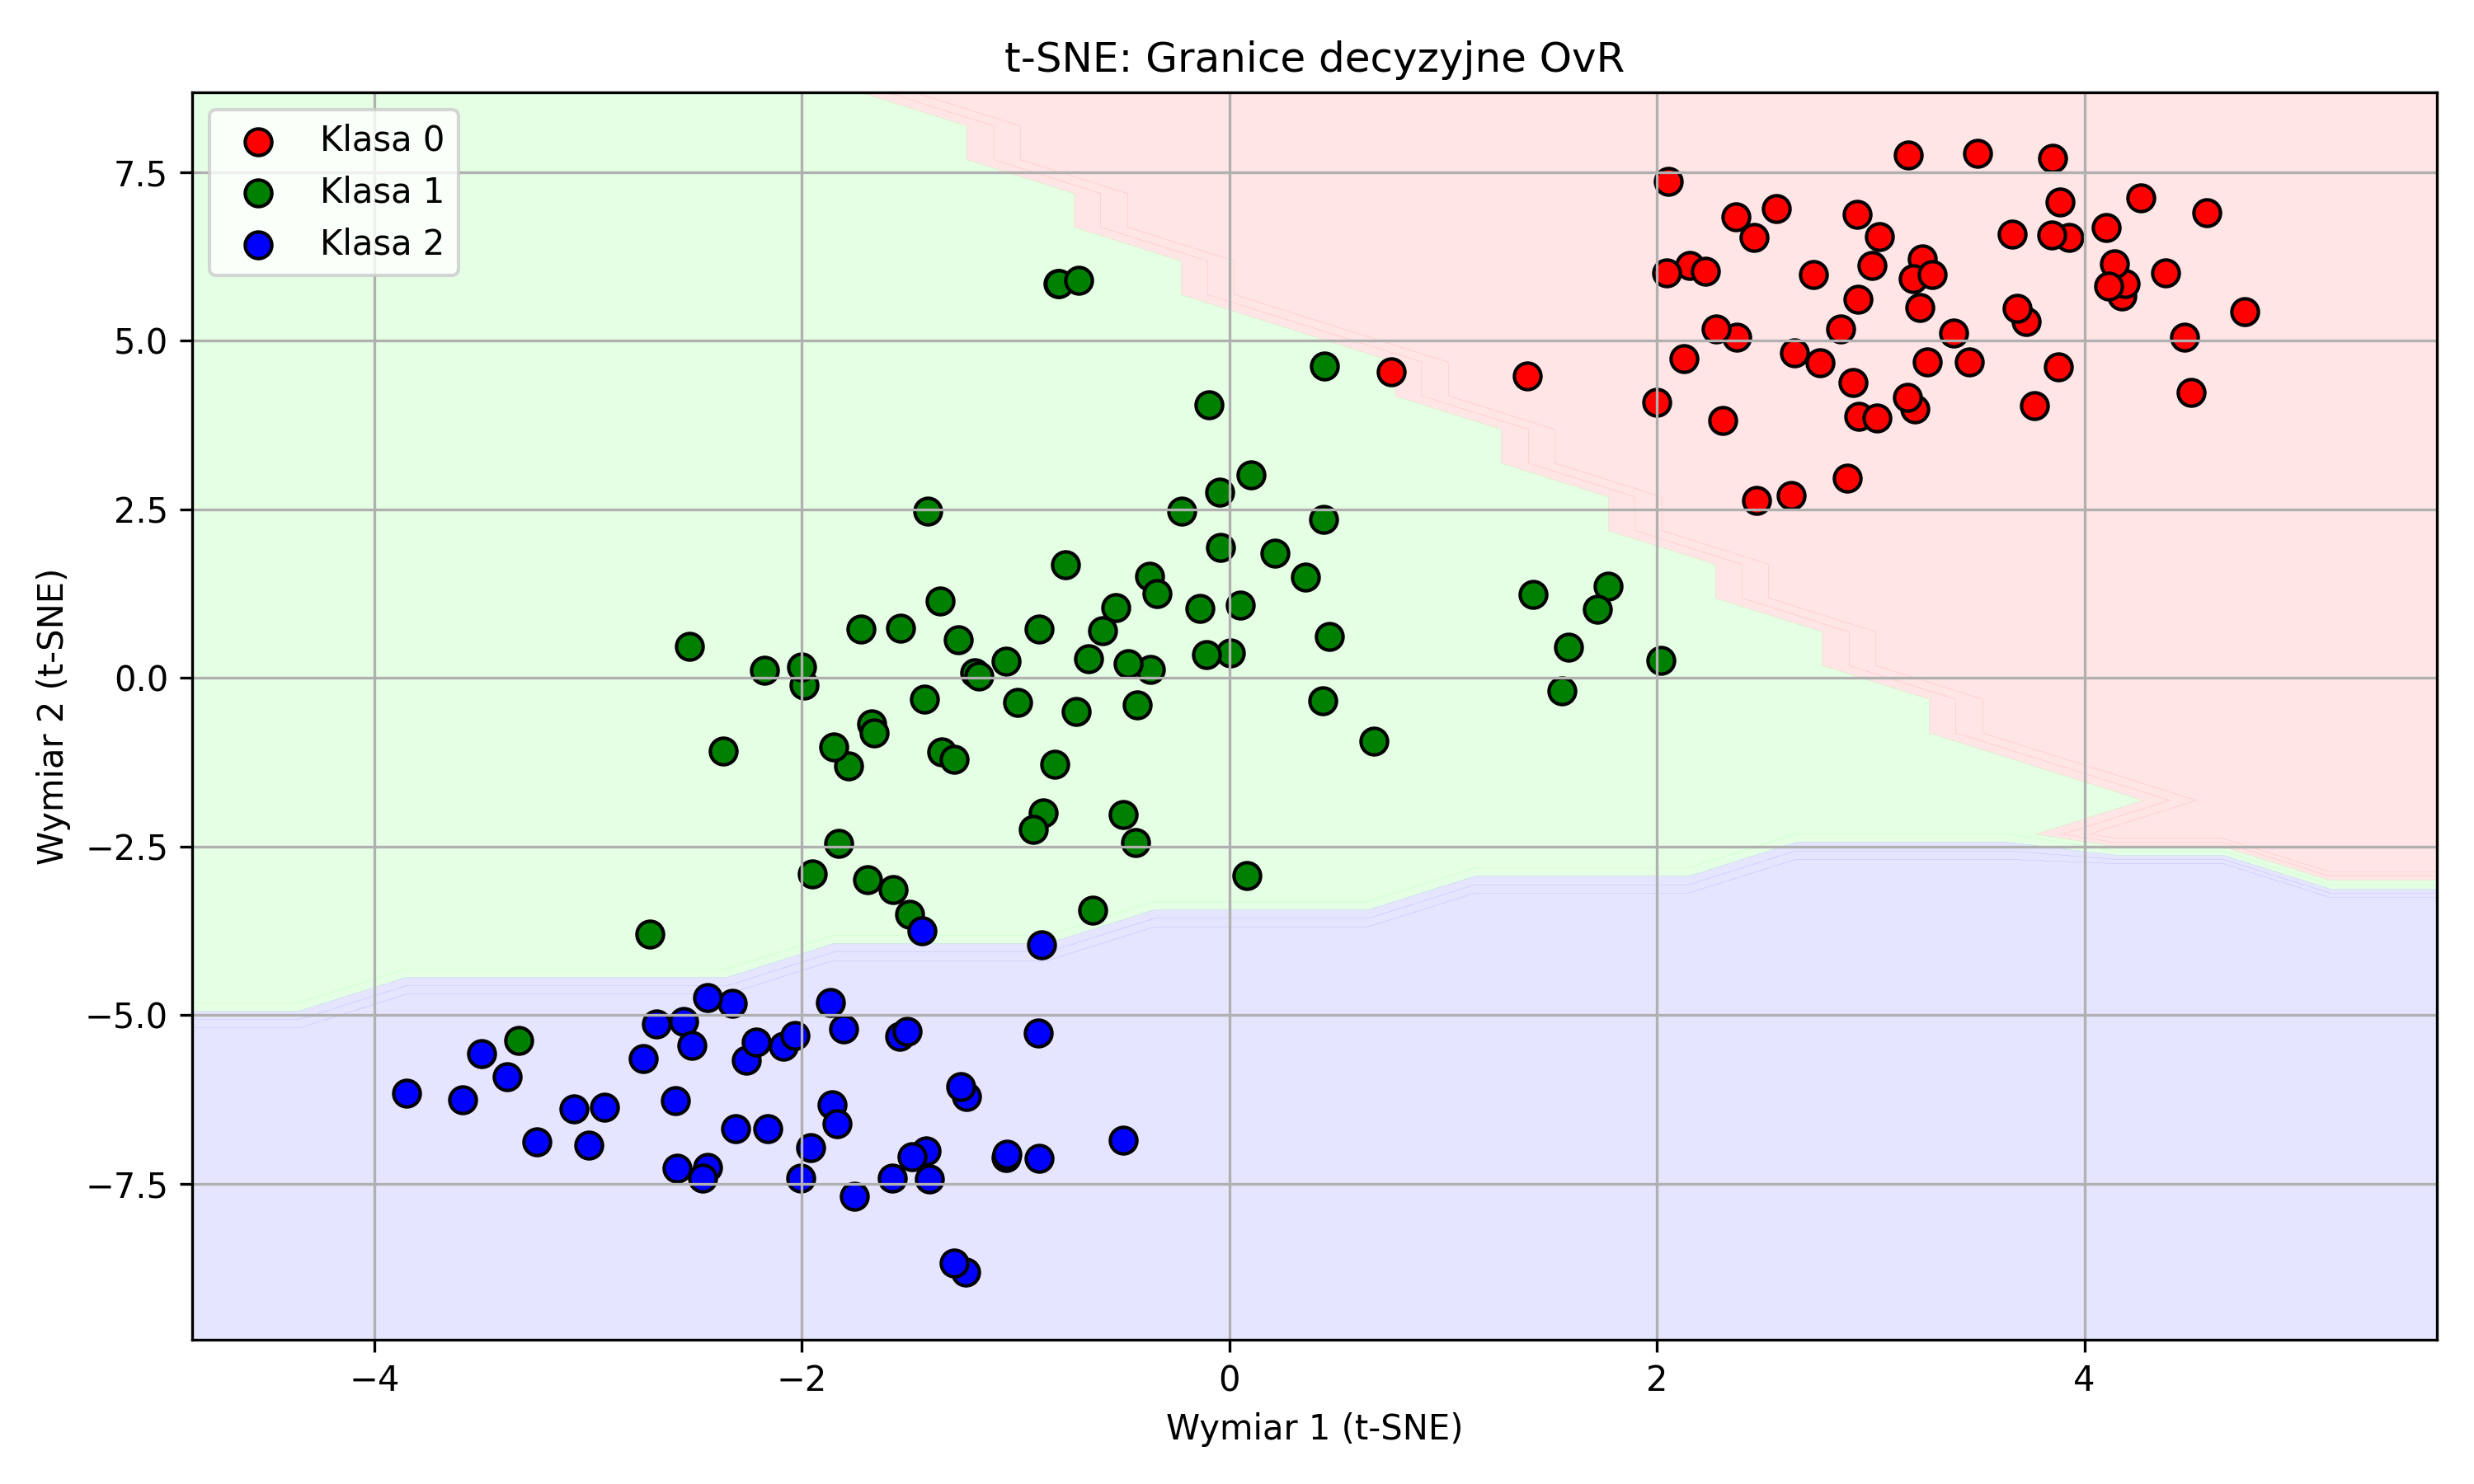 t-SNE: Granice decyzyjne OvR
Klasa 0
Klasa 1
Klasa 2
7.5
5.0
2.5
0.0
−2.5
−5.0
−7.5
Wymiar 2 (t-SNE)
−4
−2
0
2
4
Wymiar 1 (t-SNE)